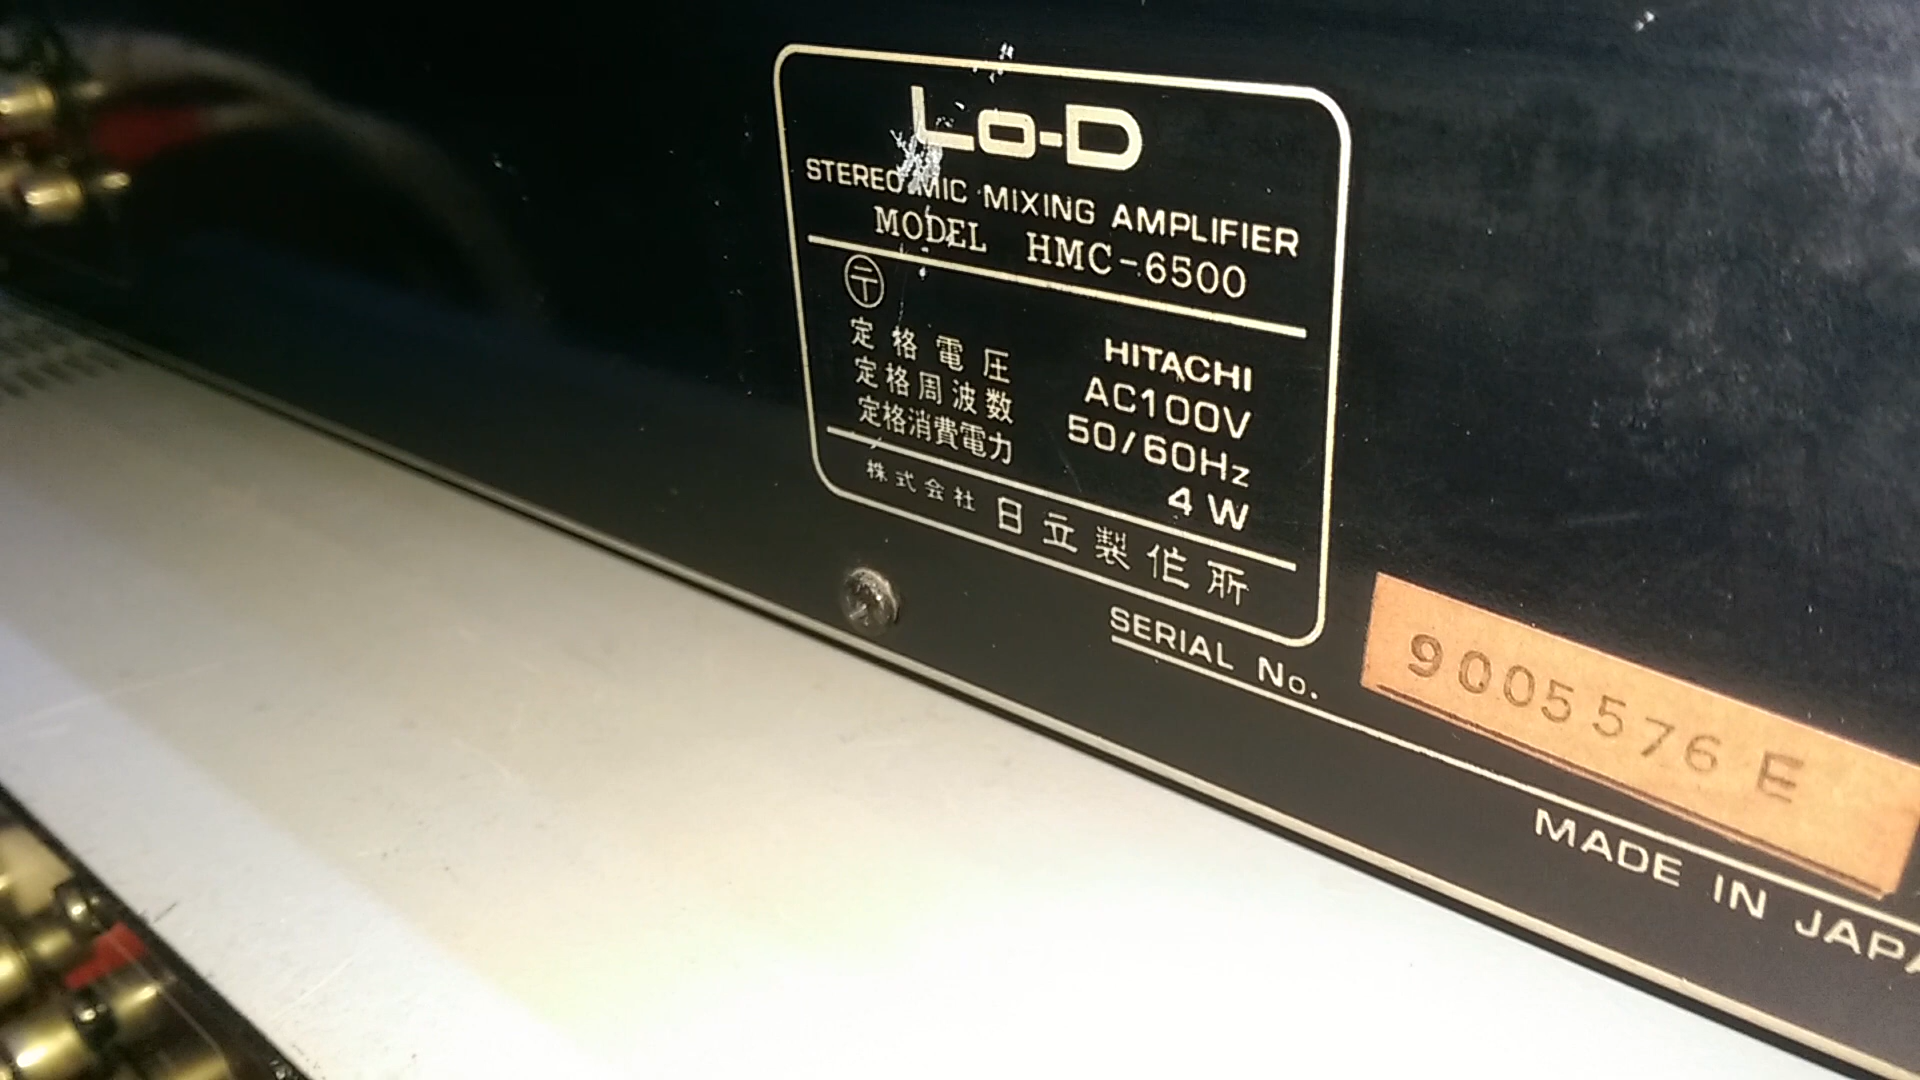 Lo-D
STEREO MIC MIXING AMPLIFIER
MODEL HMC-6500
〶
HITACHI
定格電圧 AC100V
定格周波数 50/60Hz
定格消費電力 4W
株式会社 日立製作所
SERIAL No. 9005576E
MADE IN JAPA